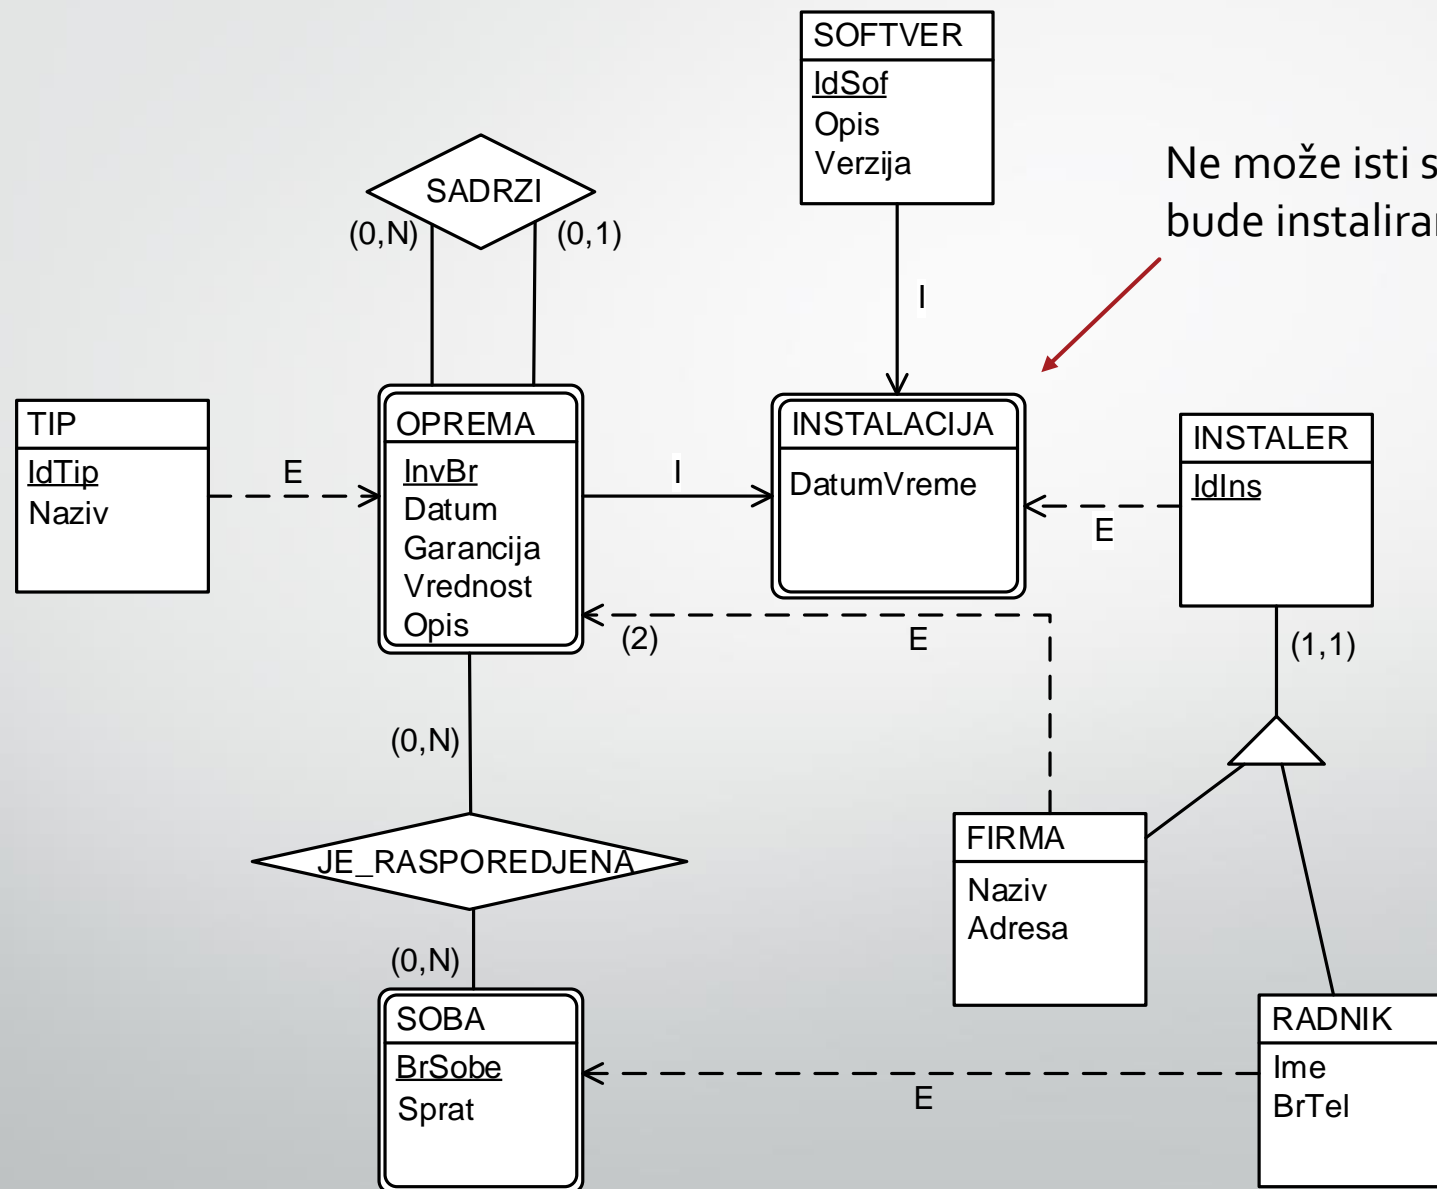 SOFTVER
IdSof
Opis
Verzija
Ne može isti
bude
SADRZI
(0,N)
(0,1)
I
TIP
IdTip
Naziv
E
OPREMA
InvBr
Datum
Garancija
Vrednost
Opis
I
INSTALACIJA
DatumVreme
E
INSTALER
IdIns
(2)
E
(1,1)
(0,N)
JE_RASPOREDJENA
(0,N)
FIRMA
Naziv
Adresa
SOBA
BrSobe
Sprat
E
RADNIK
Ime
BrTel